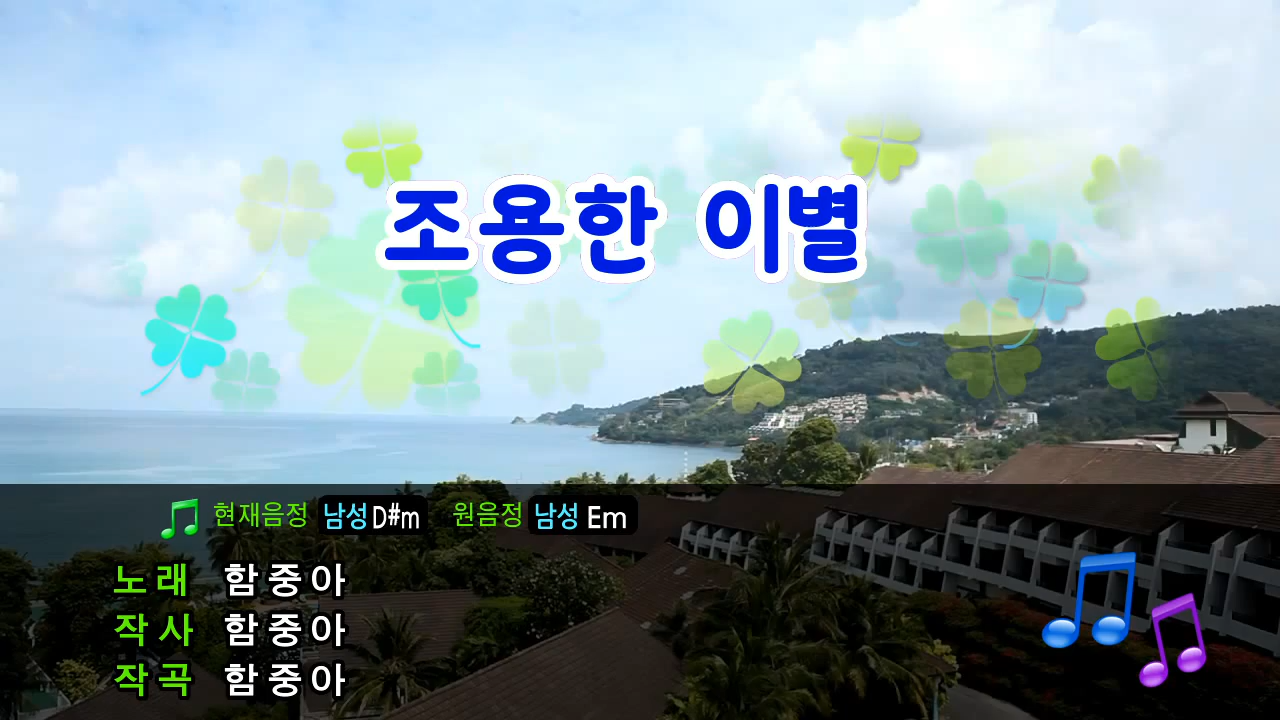 조용한 이별
현재음정 남성 D#m 원음정 남성 Em
노래 함중아
작사 함중아
작곡 함중아